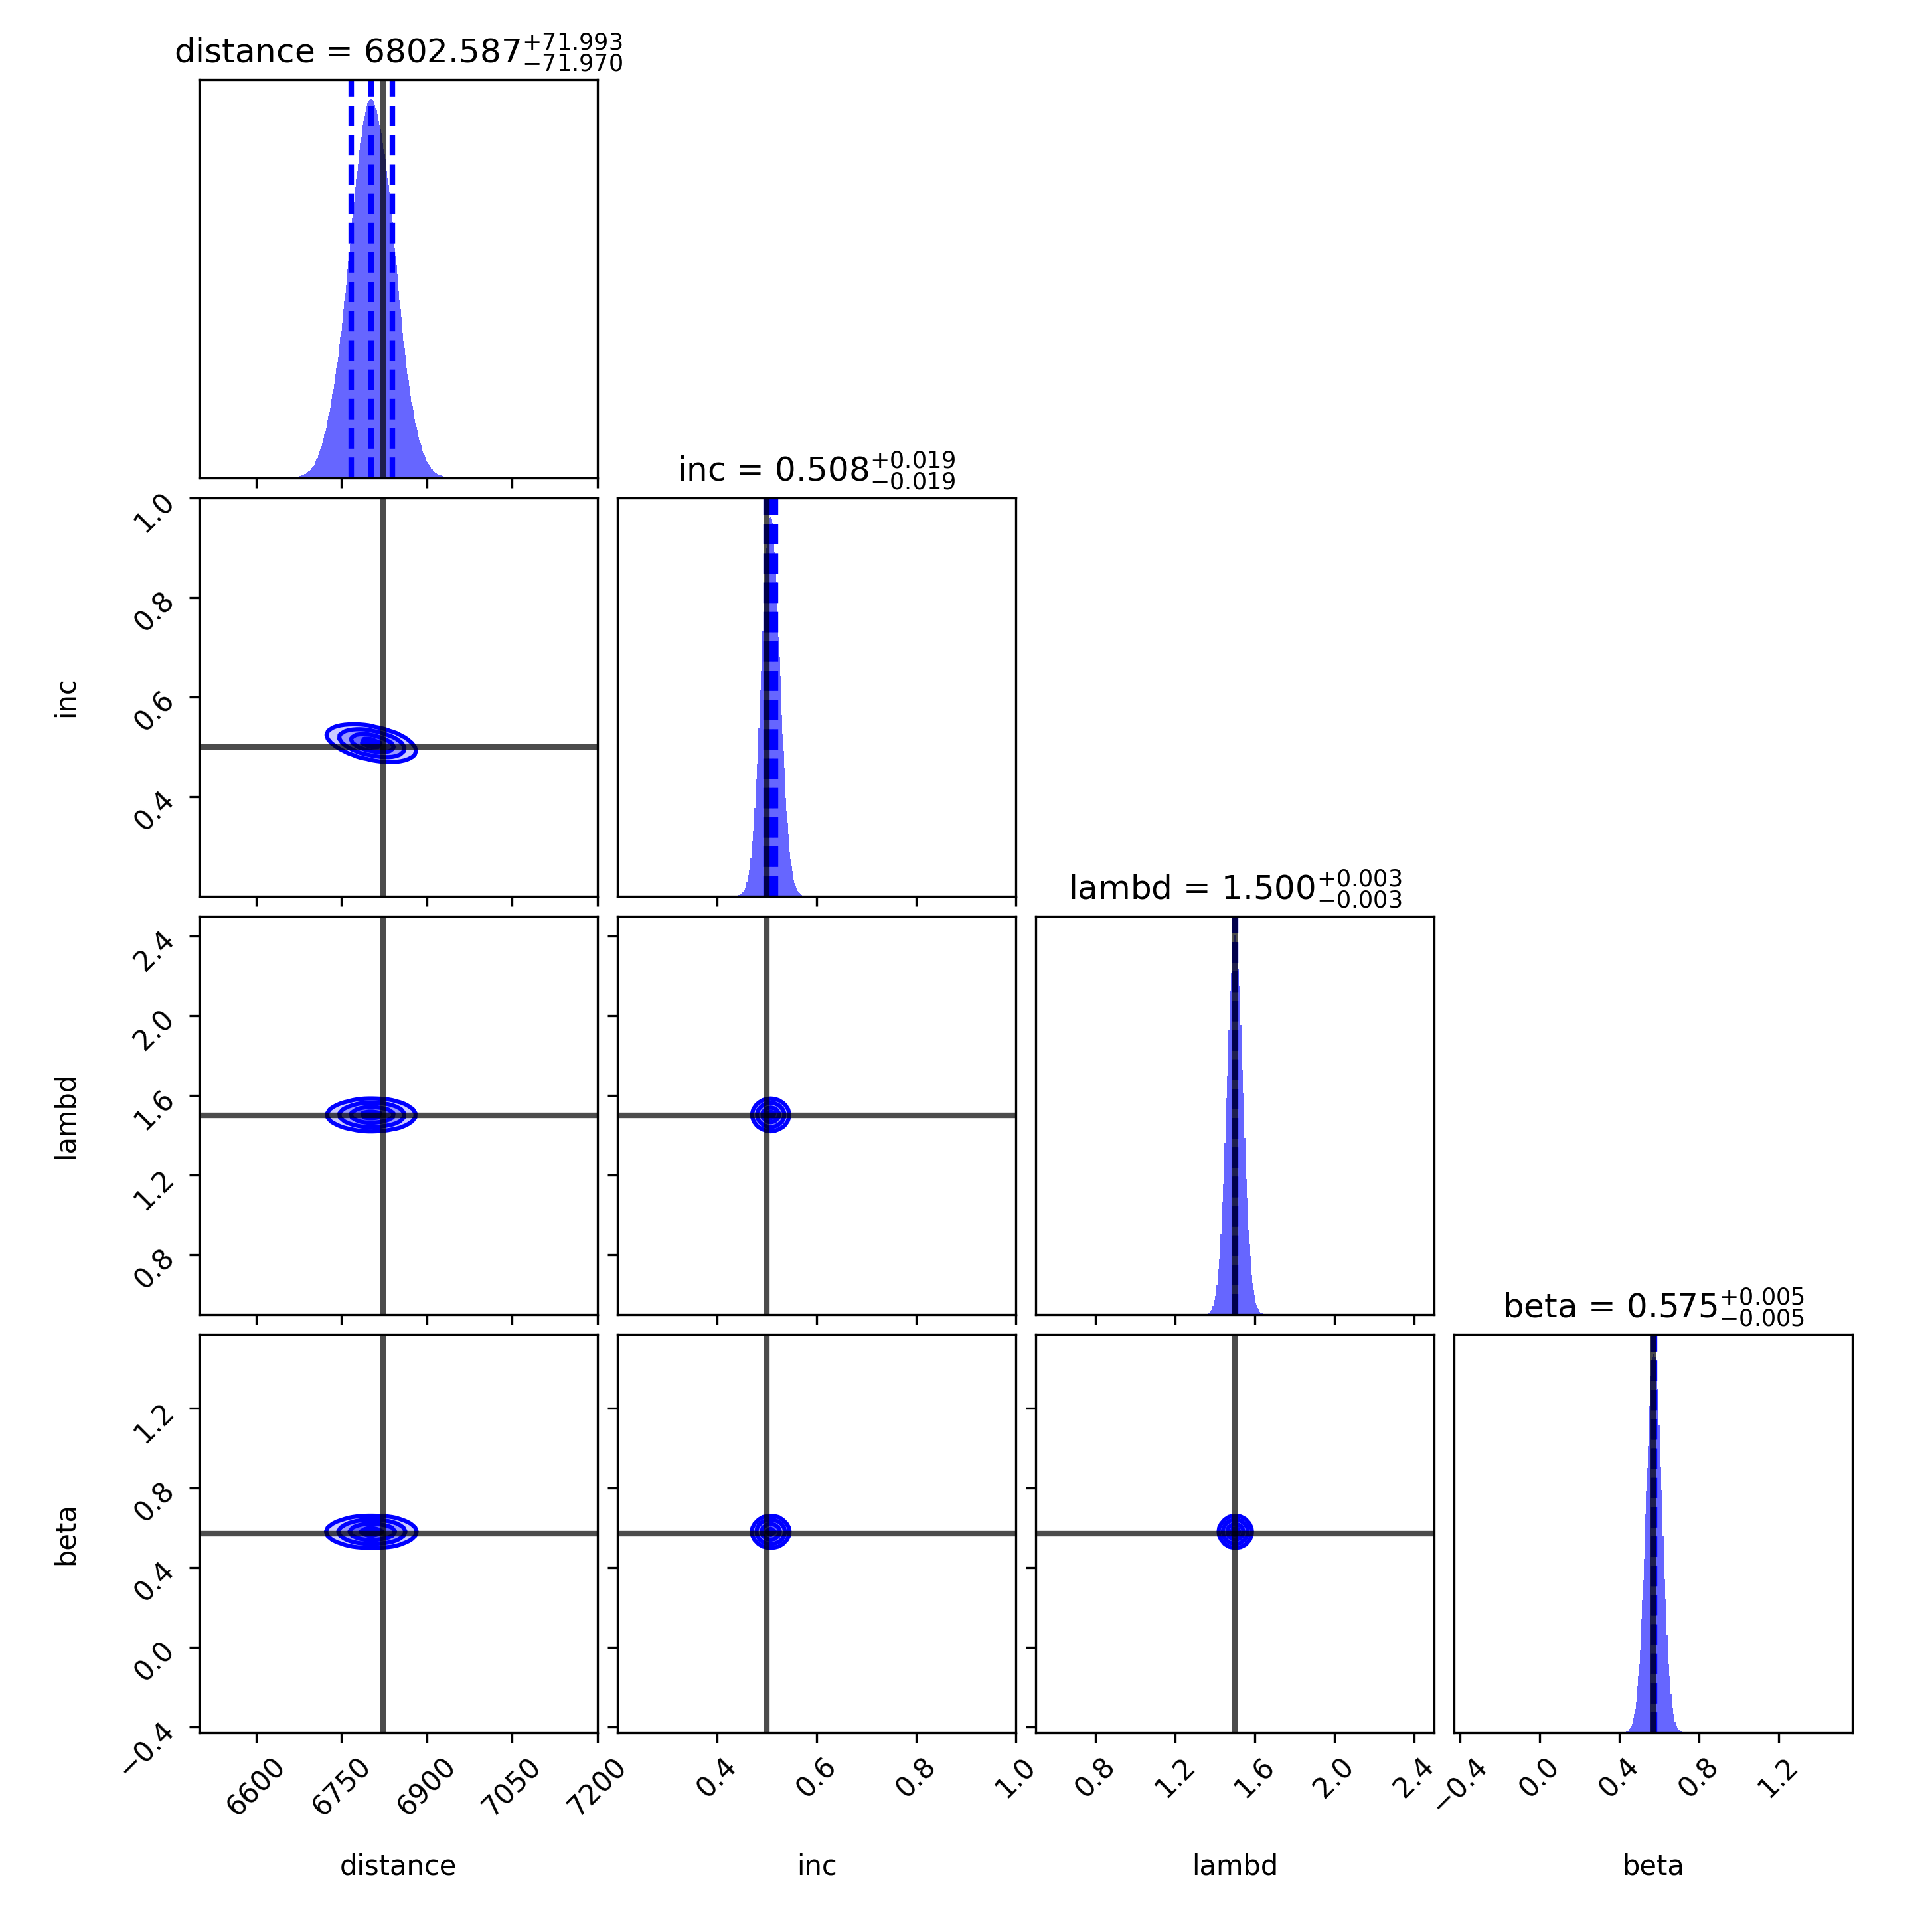 distance = 6802.587 +71.993 −71.970
inc = 0.508 +0.019 −0.019
1.0
0.8
0.6
0.4
inc
lambd = 1.500 +0.003 −0.003
2.4
2.0
1.6
1.2
0.8
lambd
beta = 0.575 +0.005 −0.005
1.2
0.8
0.4
0.0
−0.4
beta
6600 6750 6900 7050 7200 0.4 0.6 0.8 1.0 0.8 1.2 1.6 2.0 2.4 −0.4 0.0 0.4 0.8 1.2
distance inc lambd beta